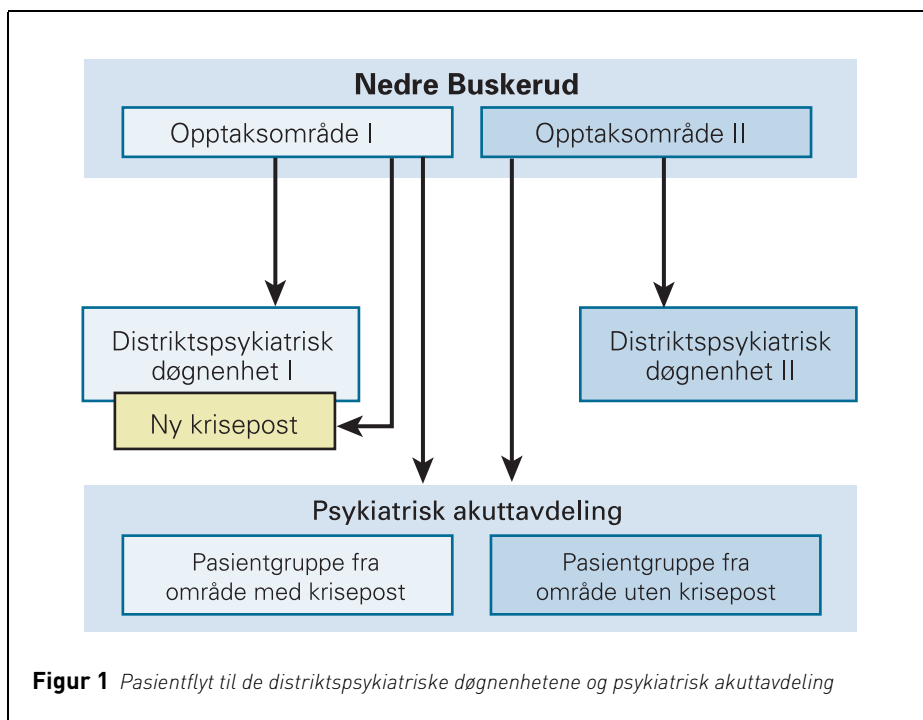 Nedre Buskerud
Opptaksområde I
Opptaksområde II
Distriktspsykiatrisk
døgnenhet I
Distriktspsykiatrisk
døgnenhet II
Ny krisepost
Psykiatrisk akuttavdeling
Pasientgruppe fra
område med krisepost
Pasientgruppe fra
område uten krisepost
Figur 1 Pasientflyt til de distriktspsykiatriske døgnenhetene og psykiatrisk akuttavdeling